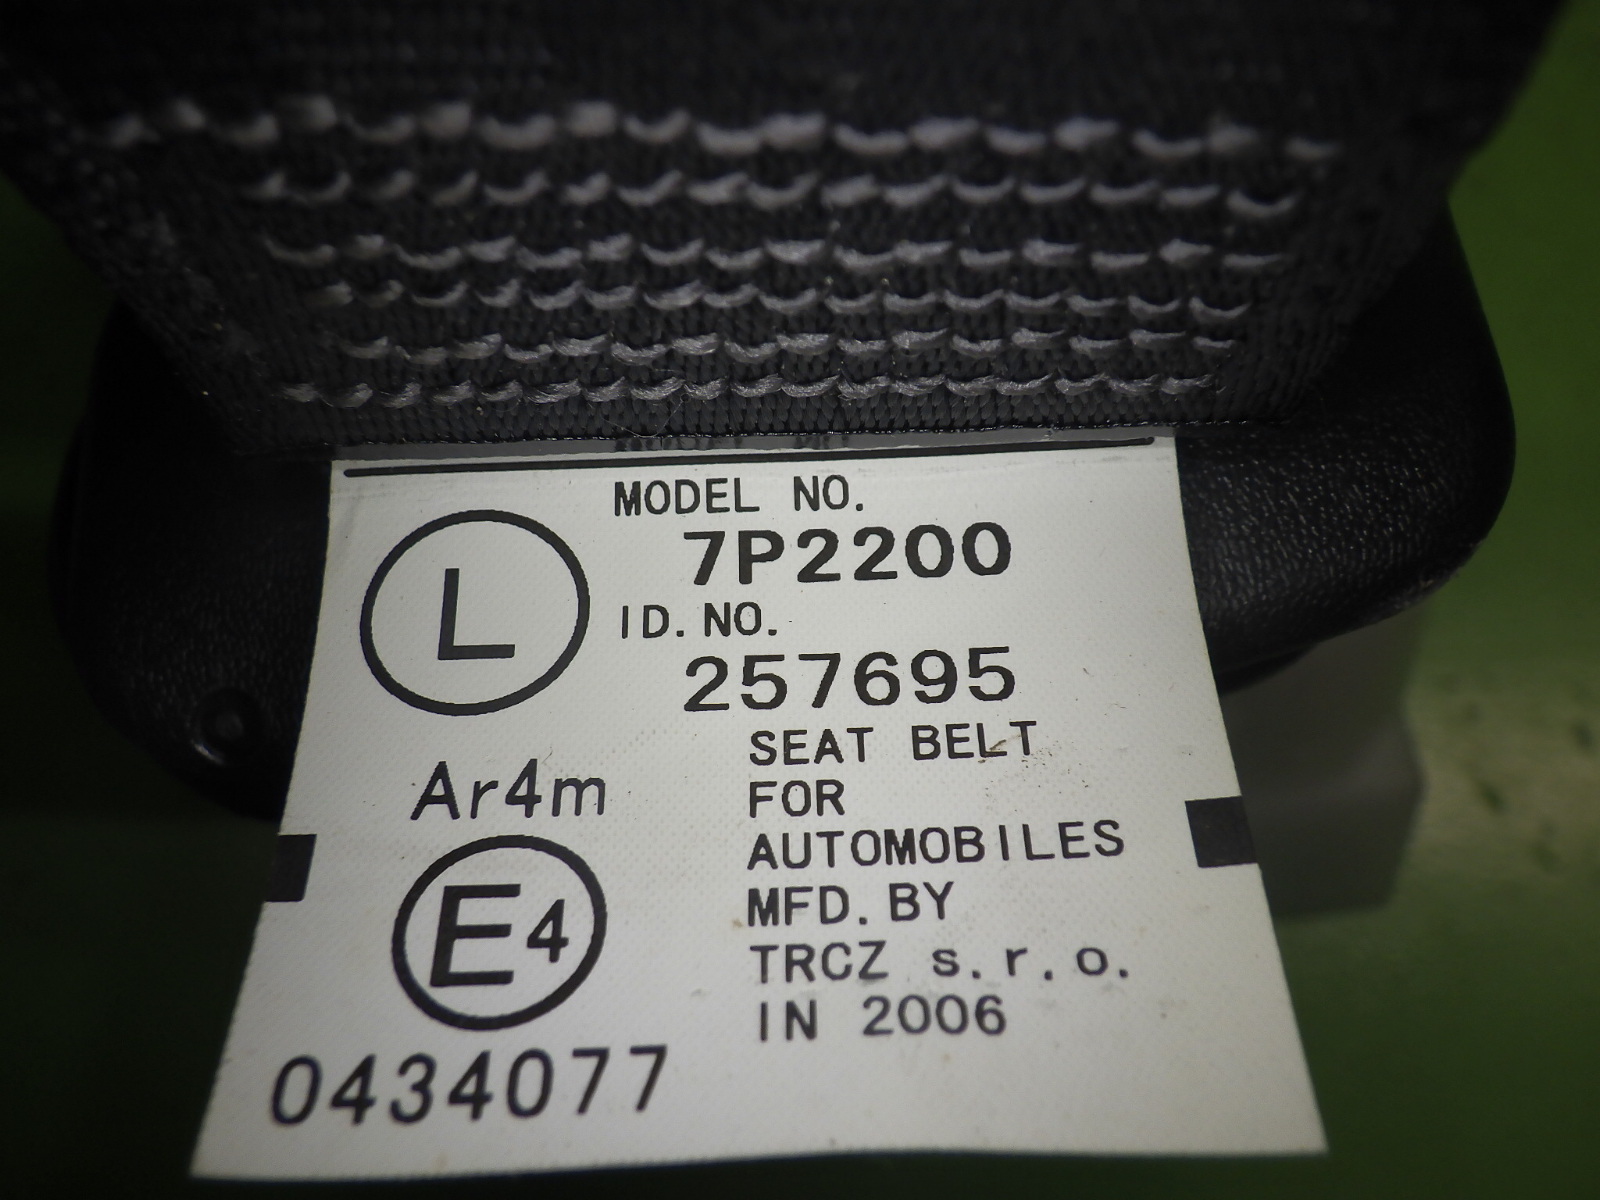 MODEL NO.
7P2200
L
ID. NO.
257695
SEAT BELT
FOR
AUTOMOBILES
MFD. BY
TRCZ s.r.o.
IN 2006
Ar4m
E4
0434077